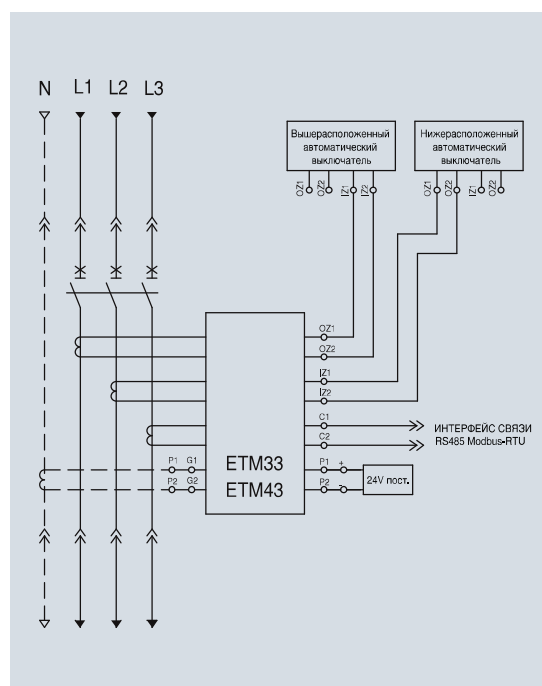 N L1 L2 L3
Вышерасположенный
автоматический
выключатель
Нижерасположенный
автоматический
выключатель
OZ1 OZ2 IZ1 IZ2
OZ1 OZ2 IZ1 OZ2
OZ1
OZ2
IZ1
IZ2
C1
C2
ИНТЕРФЕЙС СВЯЗИ
RS485 Modbus-RTU
P1 G1
P2 G2
ETM33
ETM43
P1 +
P2 -
24V пост.